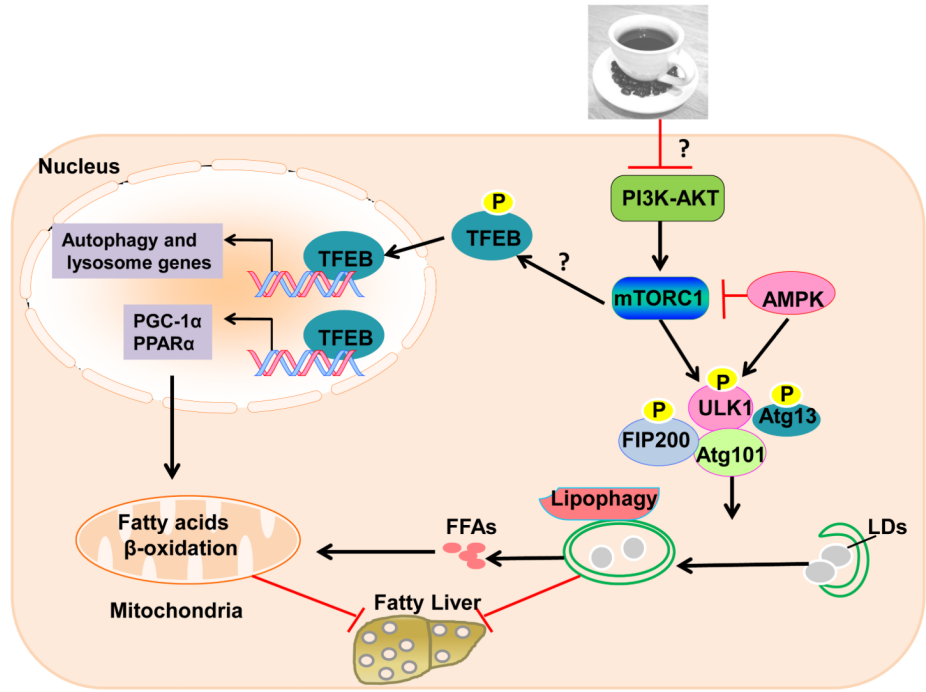 ?
Nucleus
PI3K-AKT
P
TFEB
Autophagy and
lysosome genes
TFEB
?
mTORC1
AMPK
PGC-1α
PPARα
TFEB
P
ULK1
P
Atg13
P
FIP200
Atg101
Lipophagy
Fatty acids
β-oxidation
FFAs
LDs
Mitochondria
Fatty Liver